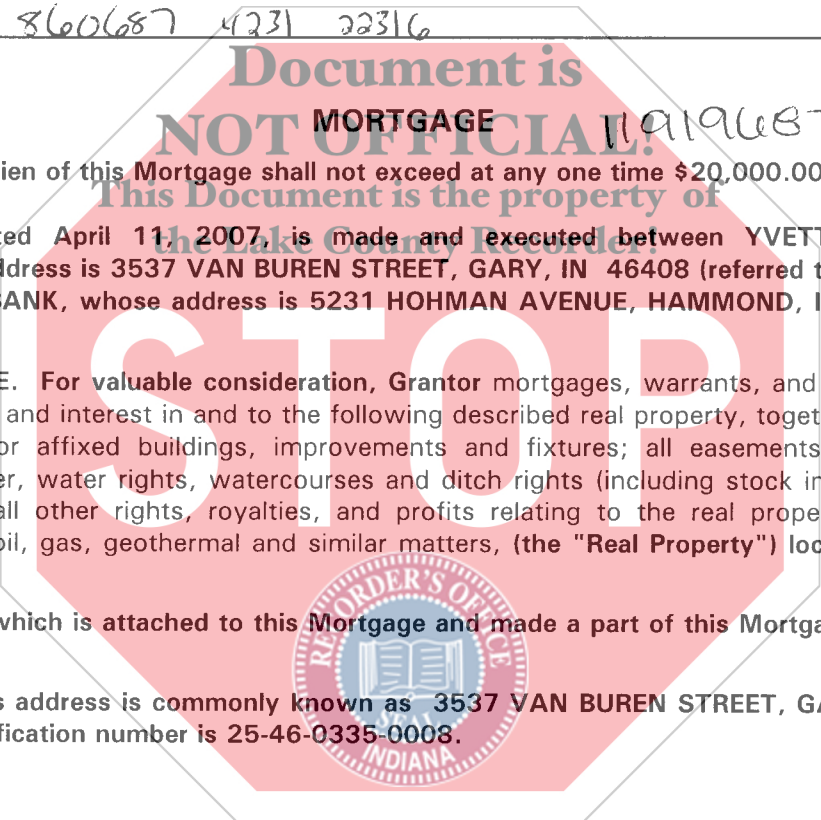 860687 4231 22316
Document is
NOT OFFICIAL!
MORTGAGE
ien of this Mortgage shall not exceed at any one time $20,000.00
This Document is the property of
the Lake County Recorder!
ted April 11, 2007, is made and executed between YVETT
ddress is 3537 VAN BUREN STREET, GARY, IN 46408 (referred t
BANK, whose address is 5231 HOHMAN AVENUE, HAMMOND, I
STOP
E. For valuable consideration, Grantor mortgages, warrants, and
and interest in and to the following described real property, toget
or affixed buildings, improvements and fixtures; all easements
er, water rights, watercourses and ditch rights (including stock in
all other rights, royalties, and profits relating to the real prope
oil, gas, geothermal and similar matters, (the "Real Property") loc
which is attached to this Mortgage and made a part of this Mortga
RECORDER'S OFFICE
s address is commonly known as 3537 VAN BUREN STREET, GA
SEAL
fication number is 25-46-0335-0008.
INDIANA